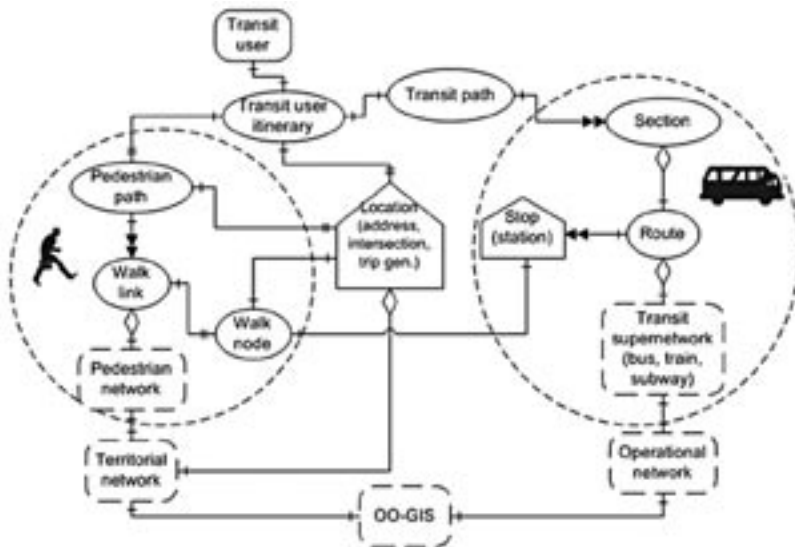 Transit
user
Transit user
itinerary
Transit path
Section
Pedestrian
path
Location
(address,
intersection,
trip gen.)
Stop
(station)
Route
Walk
link
Walk
node
Transit
supernetwork
(bus, train,
subway)
Pedestrian
network
Territorial
network
Operational
network
OO-GIS